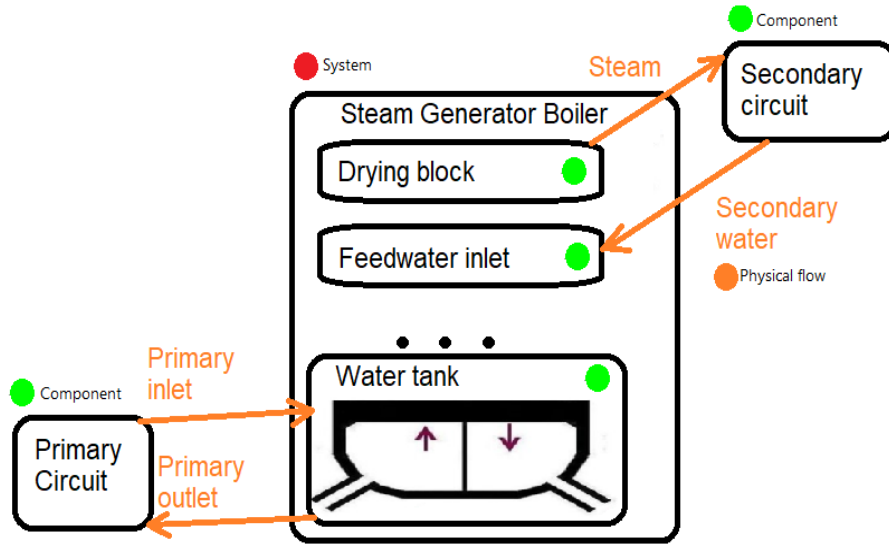 Component
System
Steam
Secondary
circuit
Steam Generator Boiler
Drying block
Secondary
water
Feedwater inlet
Physical flow
Primary
inlet
Water tank
Component
Primary
Circuit
Primary
outlet